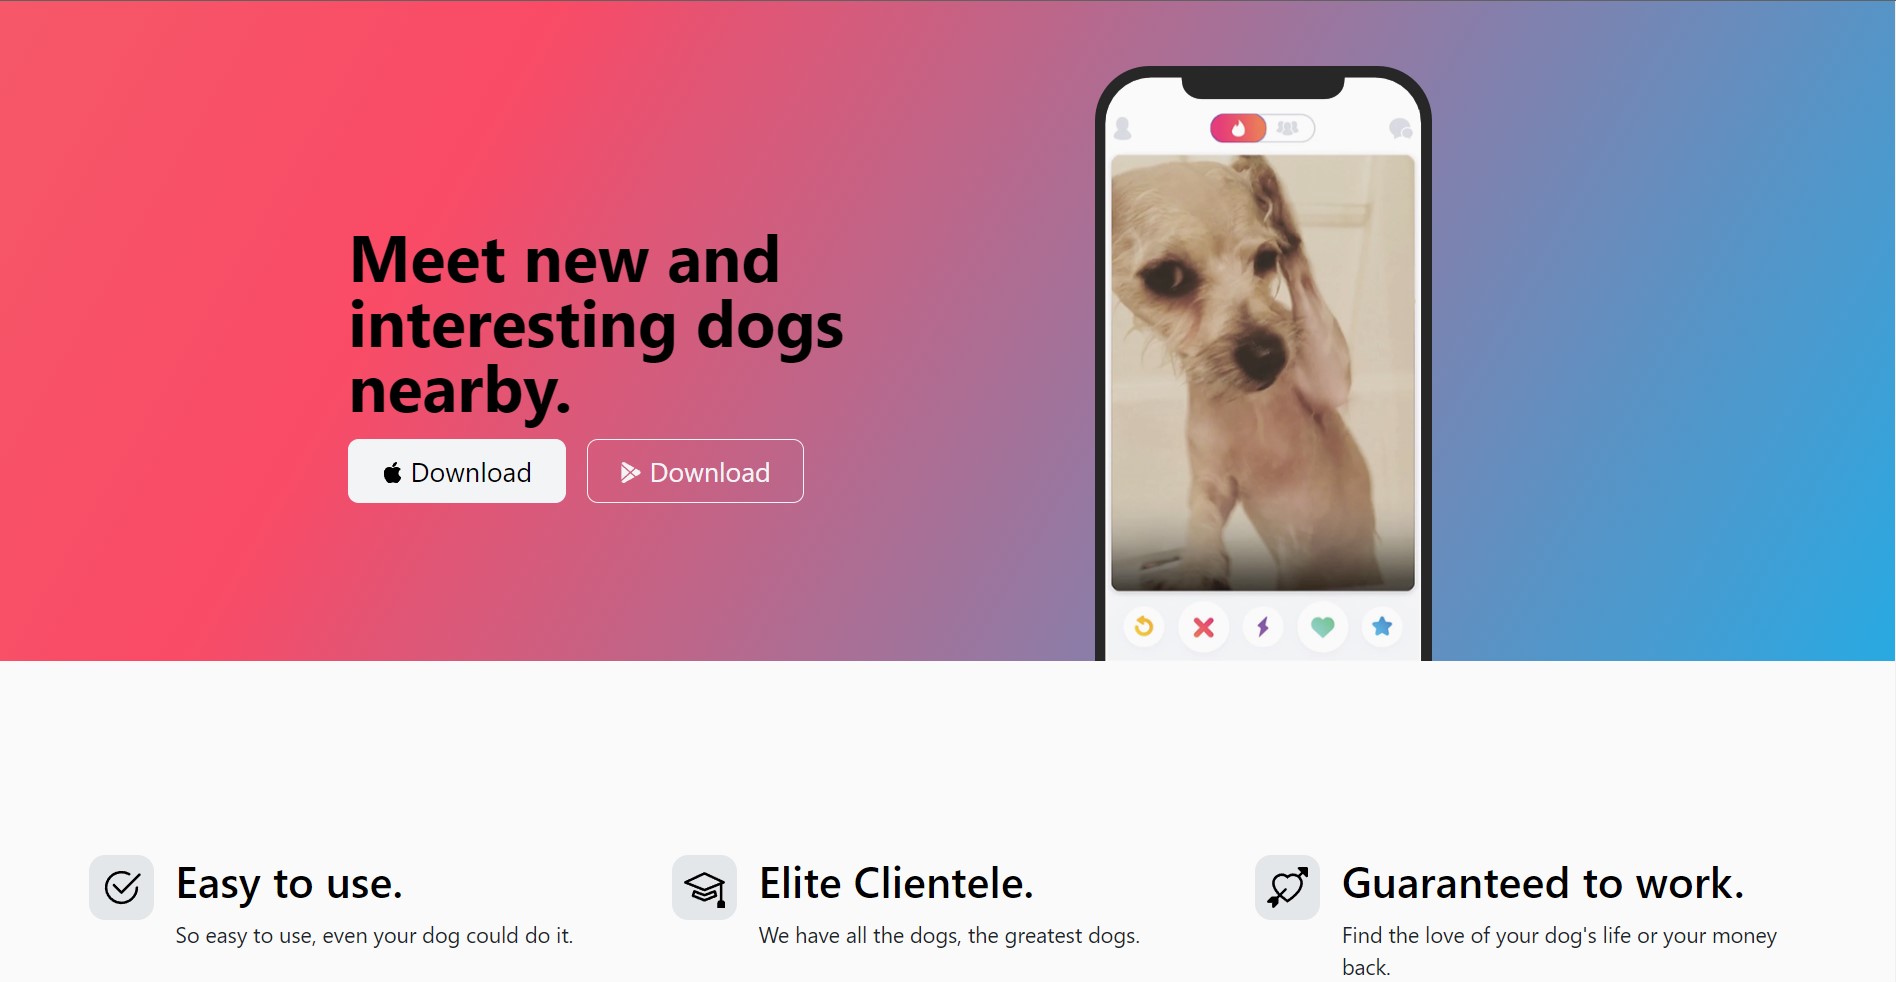 Meet new and
interesting dogs
nearby.
Download
Download
Easy to use.
So easy to use, even your dog could do it.
Elite Clientele.
We have all the dogs, the greatest dogs.
Guaranteed to work.
Find the love of your dog's life or your money
back.